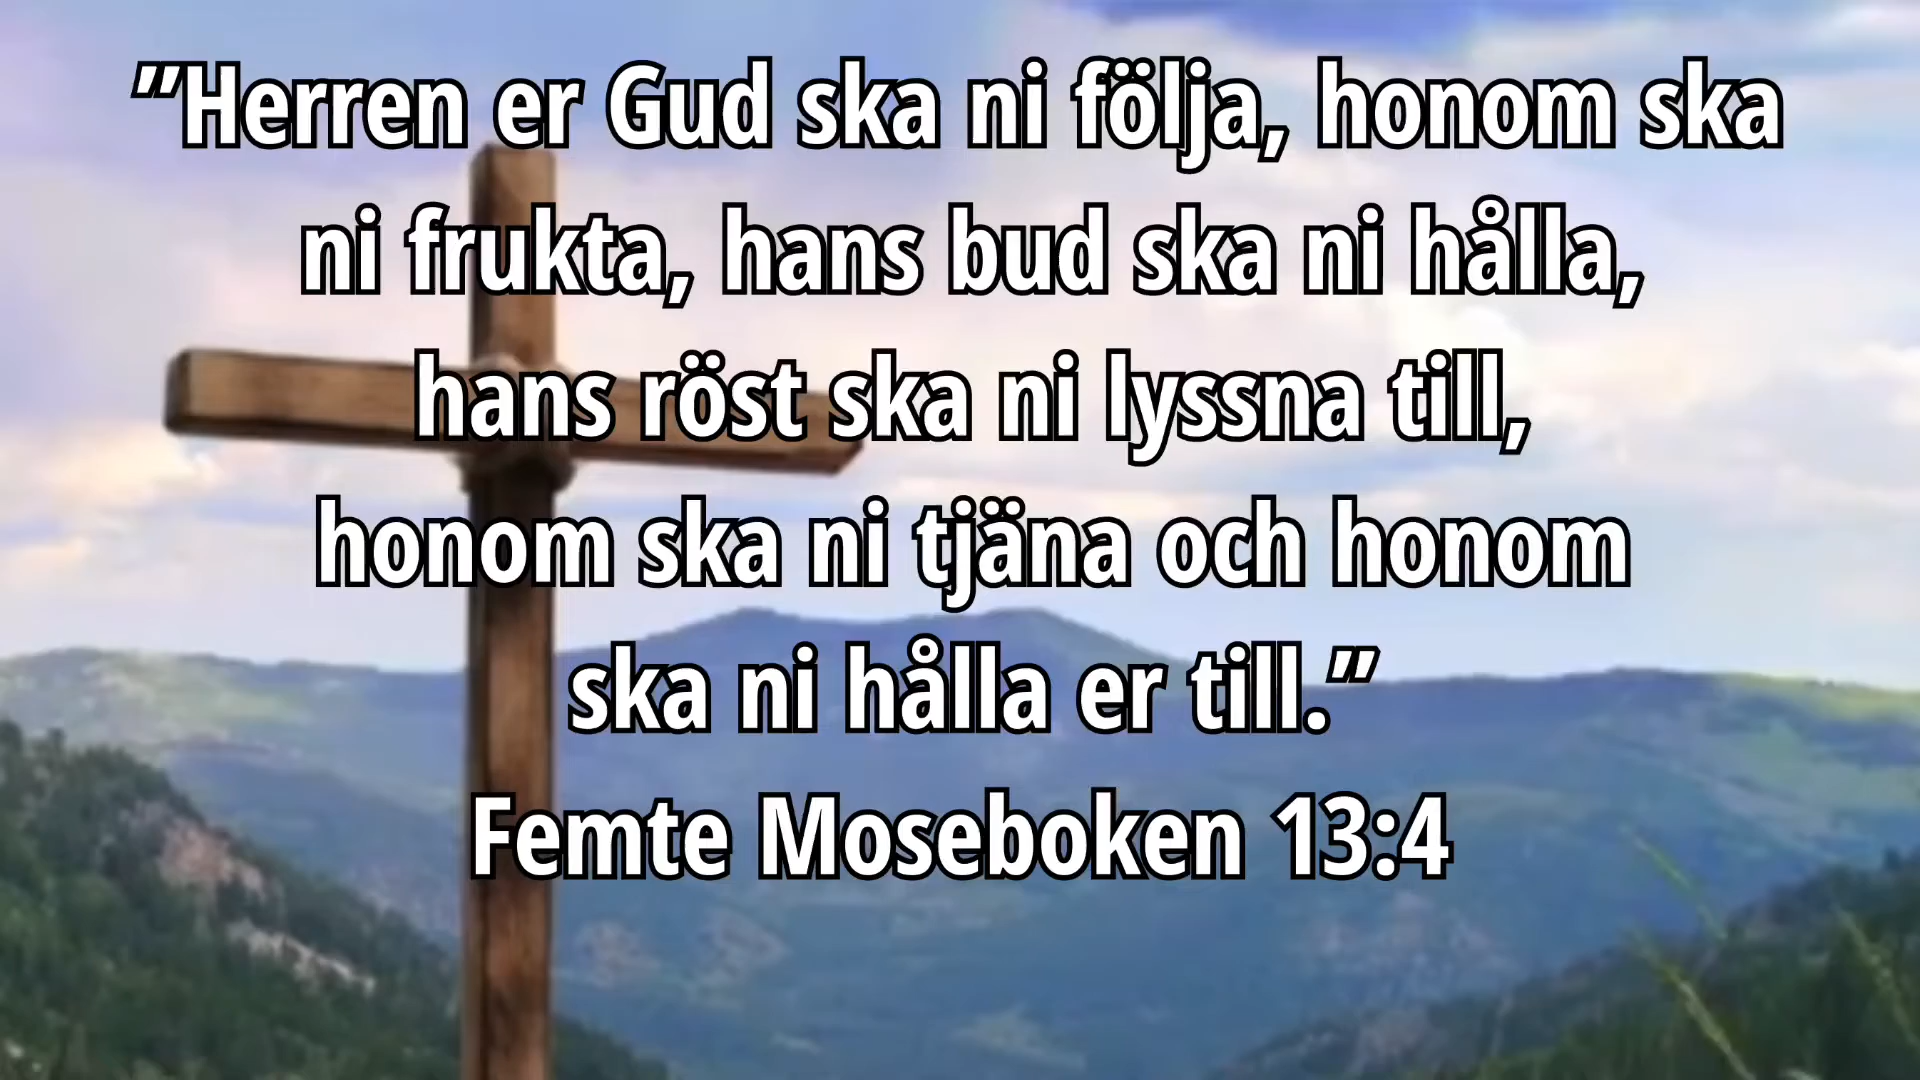 ”Herren er Gud ska ni följa, honom ska
ni frukta, hans bud ska ni hålla,
hans röst ska ni lyssna till,
honom ska ni tjäna och honom
ska ni hålla er till.”
Femte Moseboken 13:4